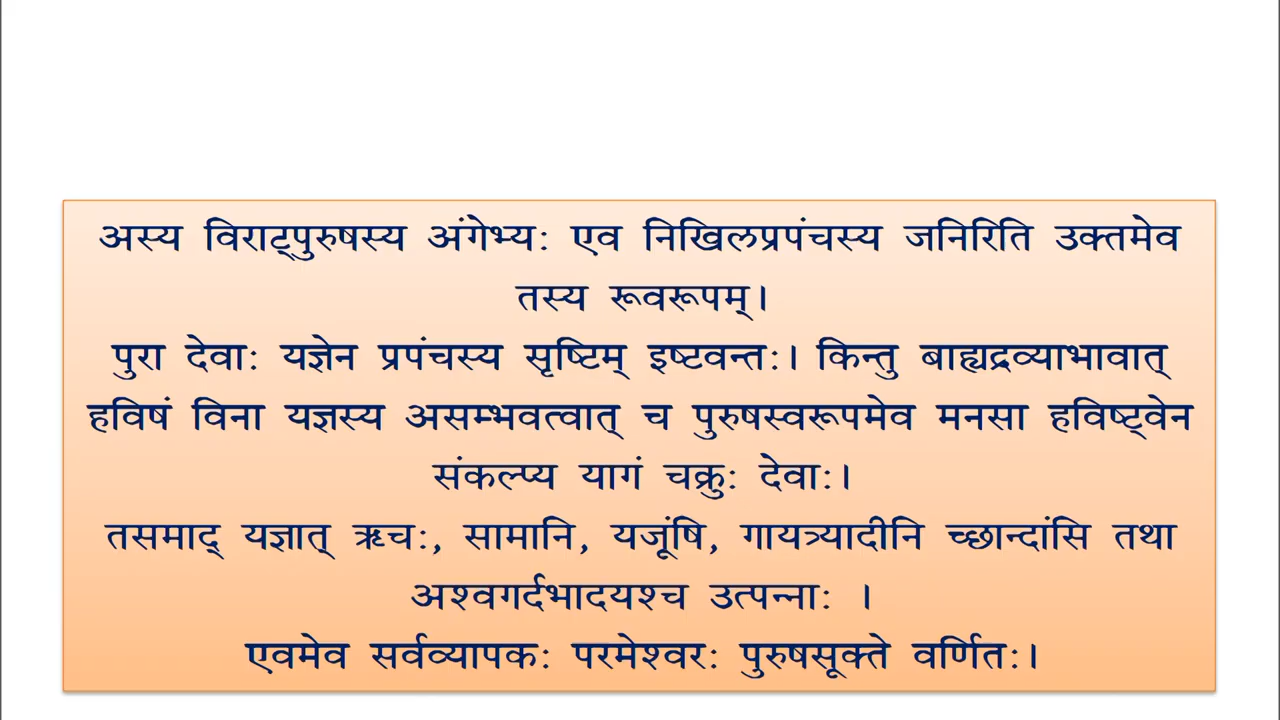 अस्य विराट्पुरुषस्य अंगेभ्यः एव निखिलप्रपंचस्य जनिरिति उक्तमेव
तस्य रूवरूपम्।
पुरा देवाः यज्ञेन प्रपंचस्य सृष्टिम् इष्टवन्तः। किन्तु बाह्यद्रव्याभावात्
हविषं विना यज्ञस्य असम्भवत्वात् च पुरुषस्वरूपमेव मनसा हविष्ट्वेन
संकल्प्य यागं चक्रुः देवाः।
तसमाद् यज्ञात् ऋचः, सामानि, यजूंषि, गायत्र्यादीनि च्छान्दांसि तथा
अश्वगर्दभादयश्च उत्पन्नाः ।
एवमेव सर्वव्यापकः परमेश्वरः पुरुषसूक्ते वर्णितः।